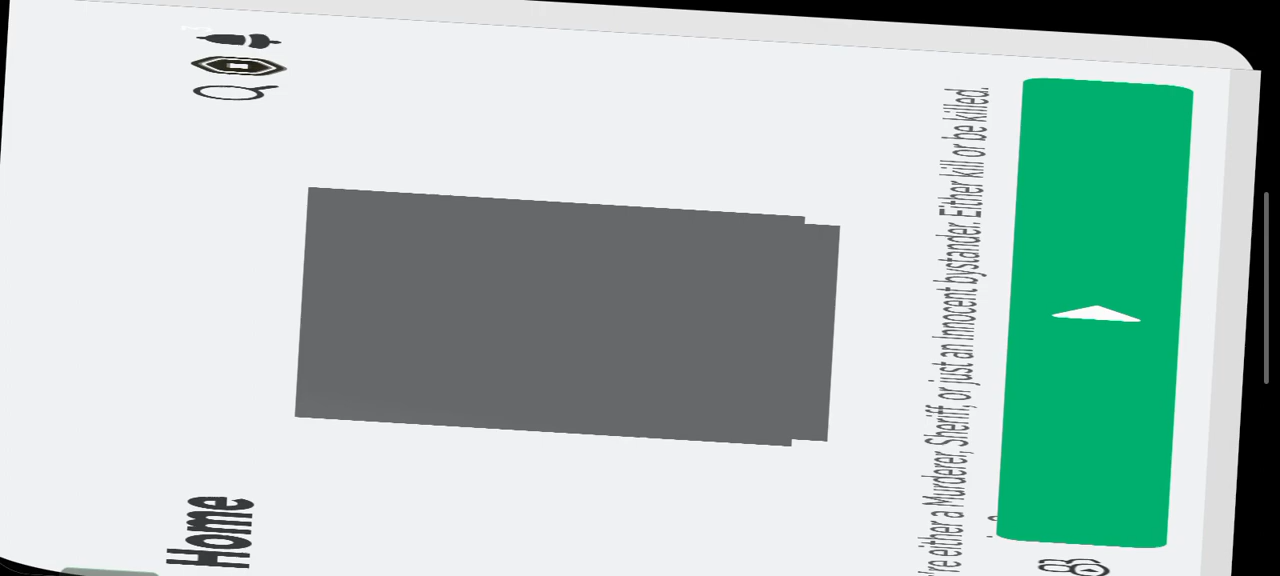 Home
're either a Murderer, Sheriff, or just an Innocent bystander. Either kill or be killed.